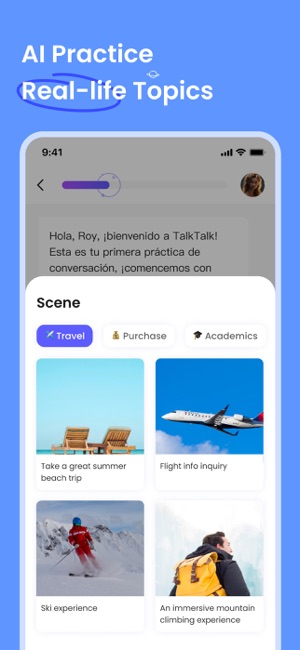 AI Practice
Real-life Topics
9:41
Hola, Roy, ¡bienvenido a TalkTalk!
Esta es tu primera práctica de
conversación, ¡comencemos con
Scene
Travel
Purchase
Academics
Take a great summer
beach trip
Flight info inquiry
Ski experience
An immersive mountain
climbing experience